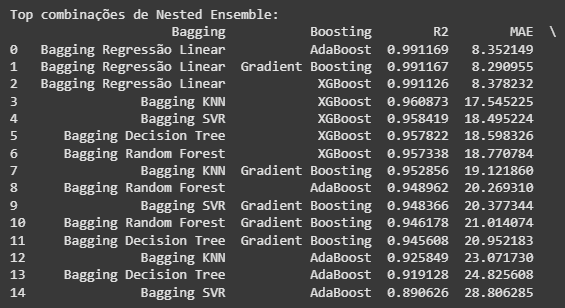 Top combinações de Nested Ensemble:
Bagging Boosting R2 MAE \
0 Bagging Regressão Linear AdaBoost 0.991169 8.352149
1 Bagging Regressão Linear Gradient Boosting 0.991167 8.290955
2 Bagging Regressão Linear XGBoost 0.991126 8.378232
3 Bagging KNN XGBoost 0.960873 17.545225
4 Bagging SVR XGBoost 0.958419 18.495224
5 Bagging Decision Tree XGBoost 0.957822 18.598326
6 Bagging Random Forest XGBoost 0.957338 18.770784
7 Bagging KNN Gradient Boosting 0.952856 19.121860
8 Bagging Random Forest AdaBoost 0.948962 20.269310
9 Bagging SVR Gradient Boosting 0.948366 20.377344
10 Bagging Random Forest Gradient Boosting 0.946178 21.014074
11 Bagging Decision Tree Gradient Boosting 0.945608 20.952183
12 Bagging KNN AdaBoost 0.925849 23.071730
13 Bagging Decision Tree AdaBoost 0.919128 24.825608
14 Bagging SVR AdaBoost 0.890626 28.806285